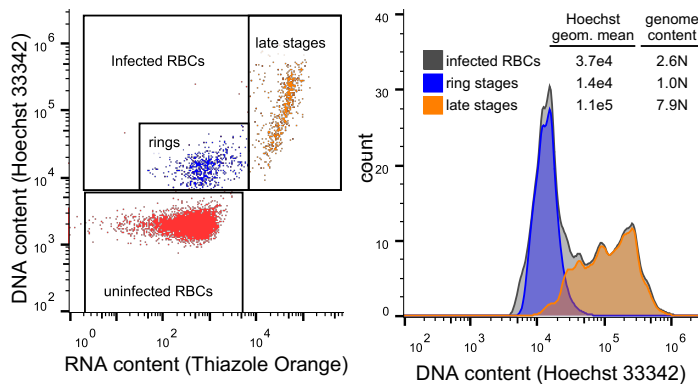 DNA content (Hoechst 33342)
10^6
10^5
10^4
10^3
10^2
Infected RBCs
late stages
rings
uninfected RBCs
10^0
10^2
10^4
RNA content (Thiazole Orange)
Hoechst genome
geom. mean content
infected RBCs 3.7e4 2.6N
ring stages 1.4e4 1.0N
late stages 1.1e5 7.9N
count
40
30
20
10
0
10^2
10^3
10^4
10^5
10^6
DNA content (Hoechst 33342)